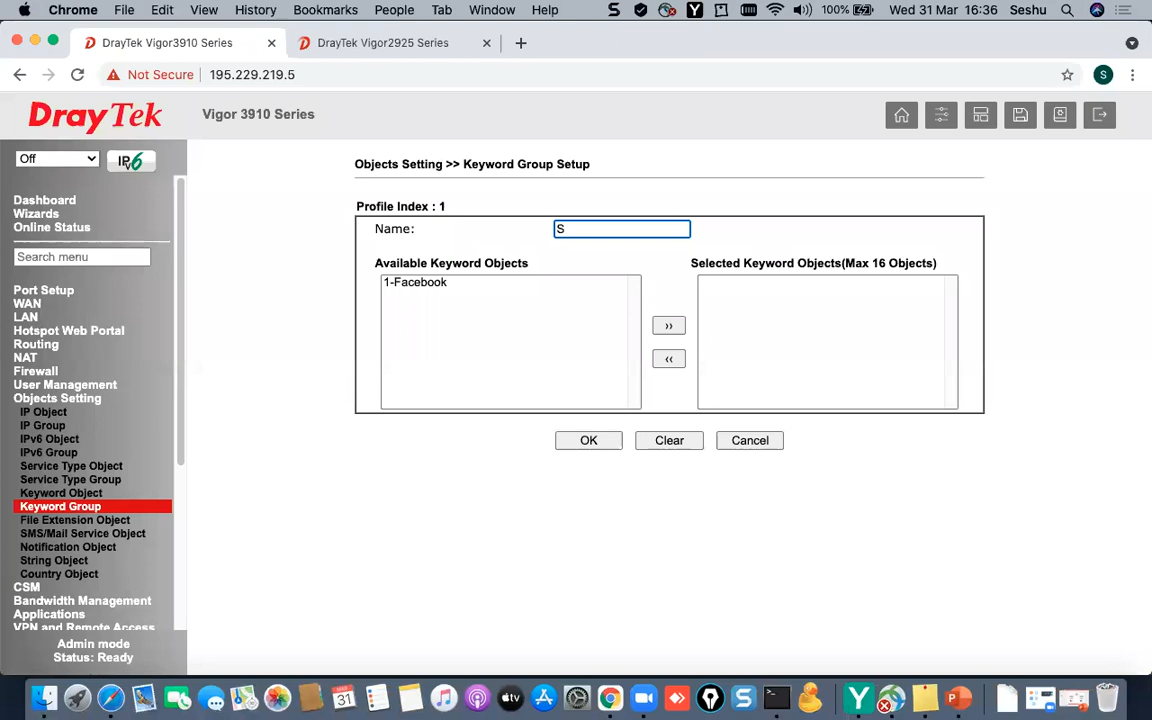 Chrome File Edit View History Bookmarks People Tab Window Help 100% Wed 31 Mar 16:36 Seshu
DrayTek Vigor3910 Series DrayTek Vigor2925 Series
Not Secure 195.229.219.5 S
DrayTek Vigor 3910 Series
Off IPv6
Dashboard
Wizards
Online Status
Search menu
Port Setup
WAN
LAN
Hotspot Web Portal
Routing
NAT
Firewall
User Management
Objects Setting
IP Object
IP Group
IPv6 Object
IPv6 Group
Service Type Object
Service Type Group
Keyword Object
Keyword Group
File Extension Object
SMS/Mail Service Object
Notification Object
String Object
Country Object
CSM
Bandwidth Management
Applications
VPN and Remote Access
Admin mode
Status: Ready
Objects Setting >> Keyword Group Setup
Profile Index : 1
Name: S
Available Keyword Objects Selected Keyword Objects(Max 16 Objects)
1-Facebook
>>
<<
OK Clear Cancel